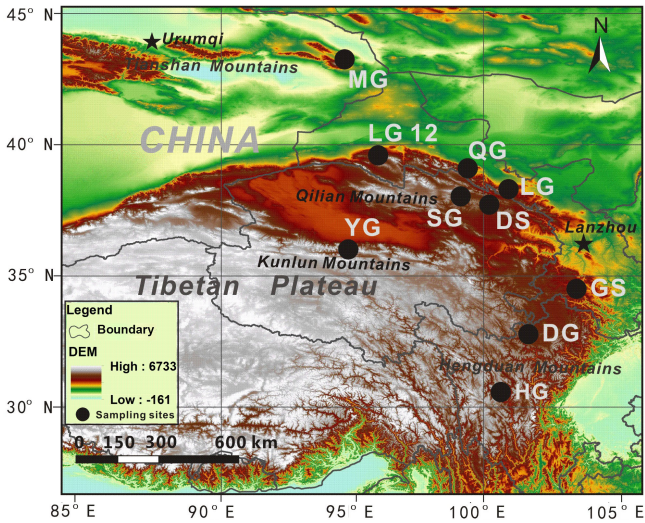 45°
N
Urumqi
Tianshan Mountains
MG
CHINA
LG 12
40°
QG
Qilian Mountains
LG
SG
DS
YG
Lanzhou
Kunlun Mountains
35°
Tibetan Plateau
GS
Legend
Boundary
DEM
High : 6733
Low : -161
Sampling sites
DG
Hengduan Mountains
HG
30°
0 150 300 600 km
85° E 90° E 95° E 100° E 105° E